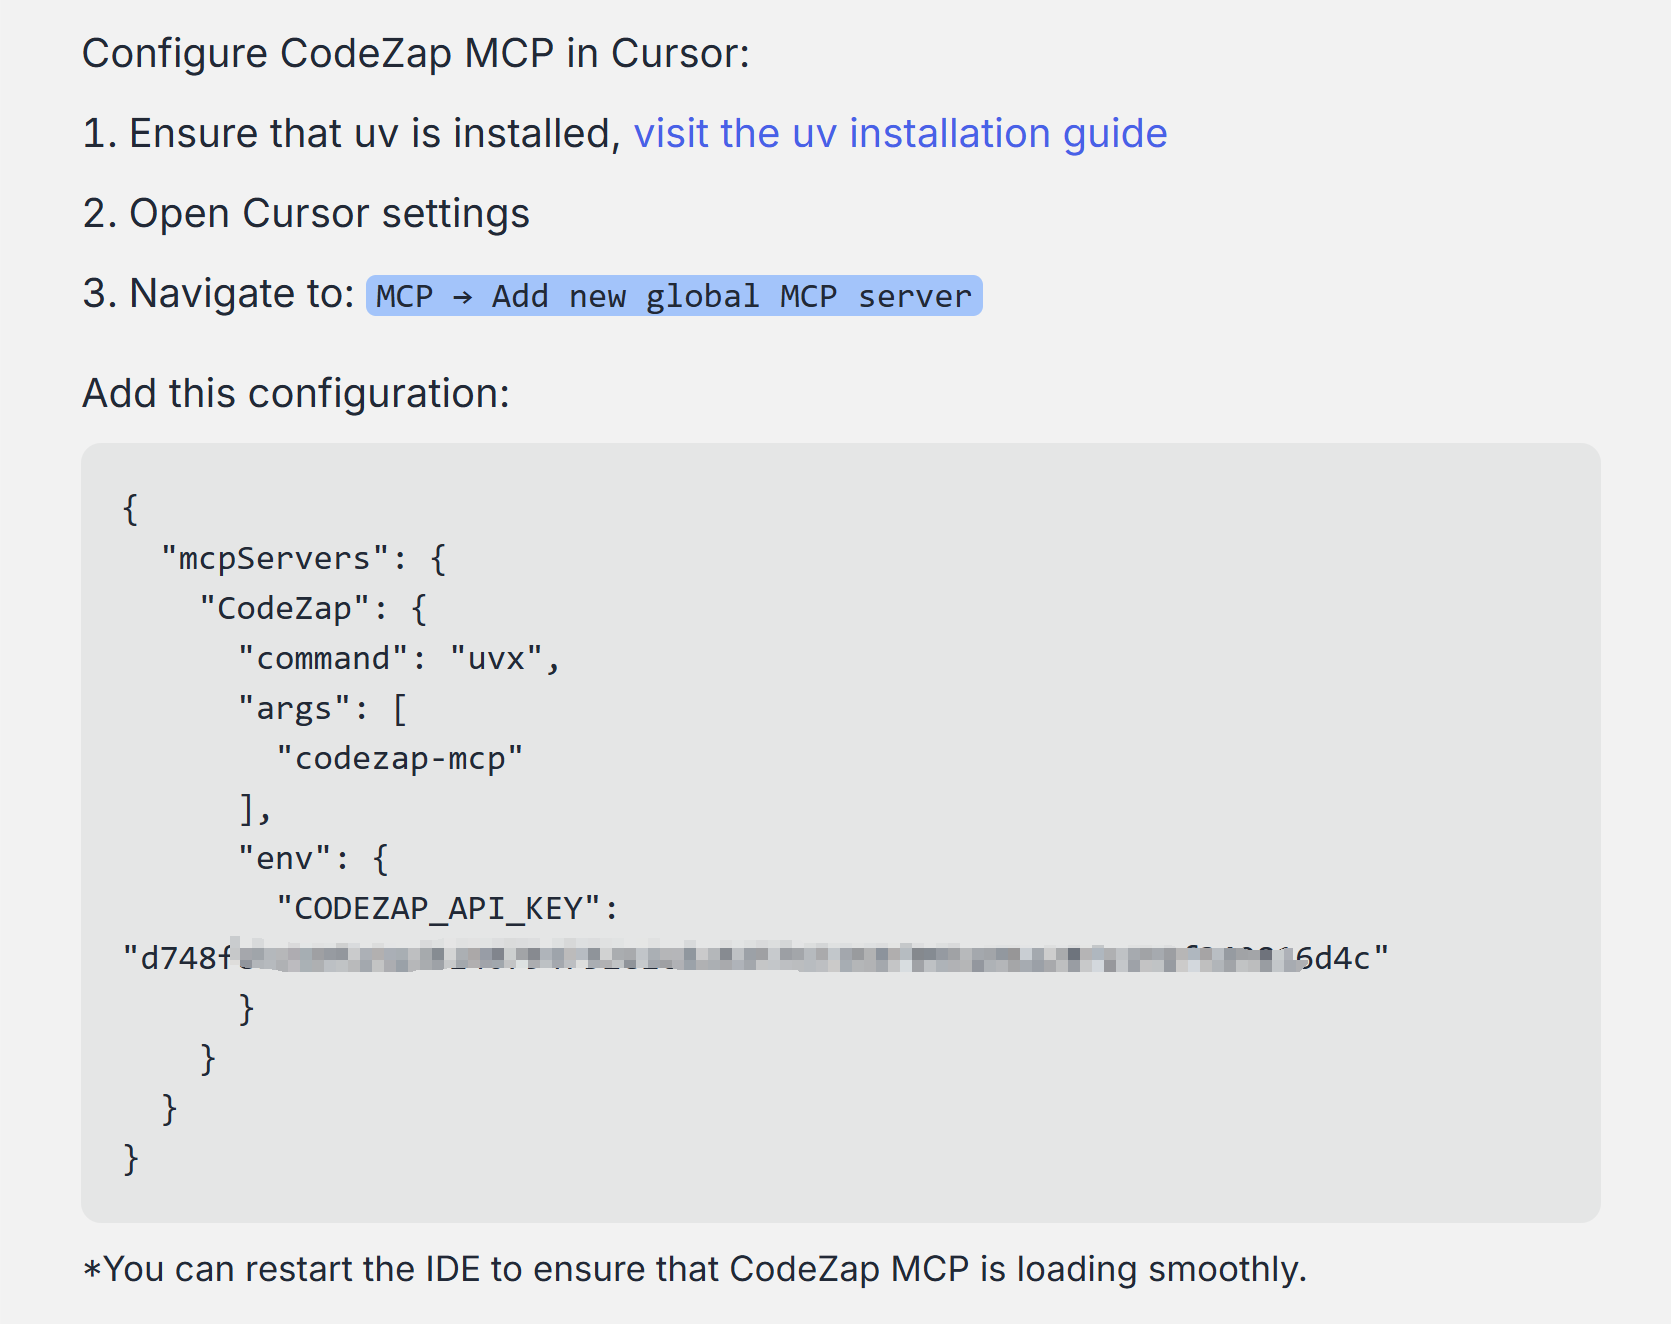 Configure CodeZap MCP in Cursor:
1. Ensure that uv is installed, visit the uv installation guide
2. Open Cursor settings
3. Navigate to: MCP → Add new global MCP server
Add this configuration:
{
"mcpServers": {
"CodeZap": {
"command": "uvx",
"args": [
"codezap-mcp"
],
"env": {
"CODEZAP_API_KEY":
"d748f 6d4c"
}
}
}
}
*You can restart the IDE to ensure that CodeZap MCP is loading smoothly.